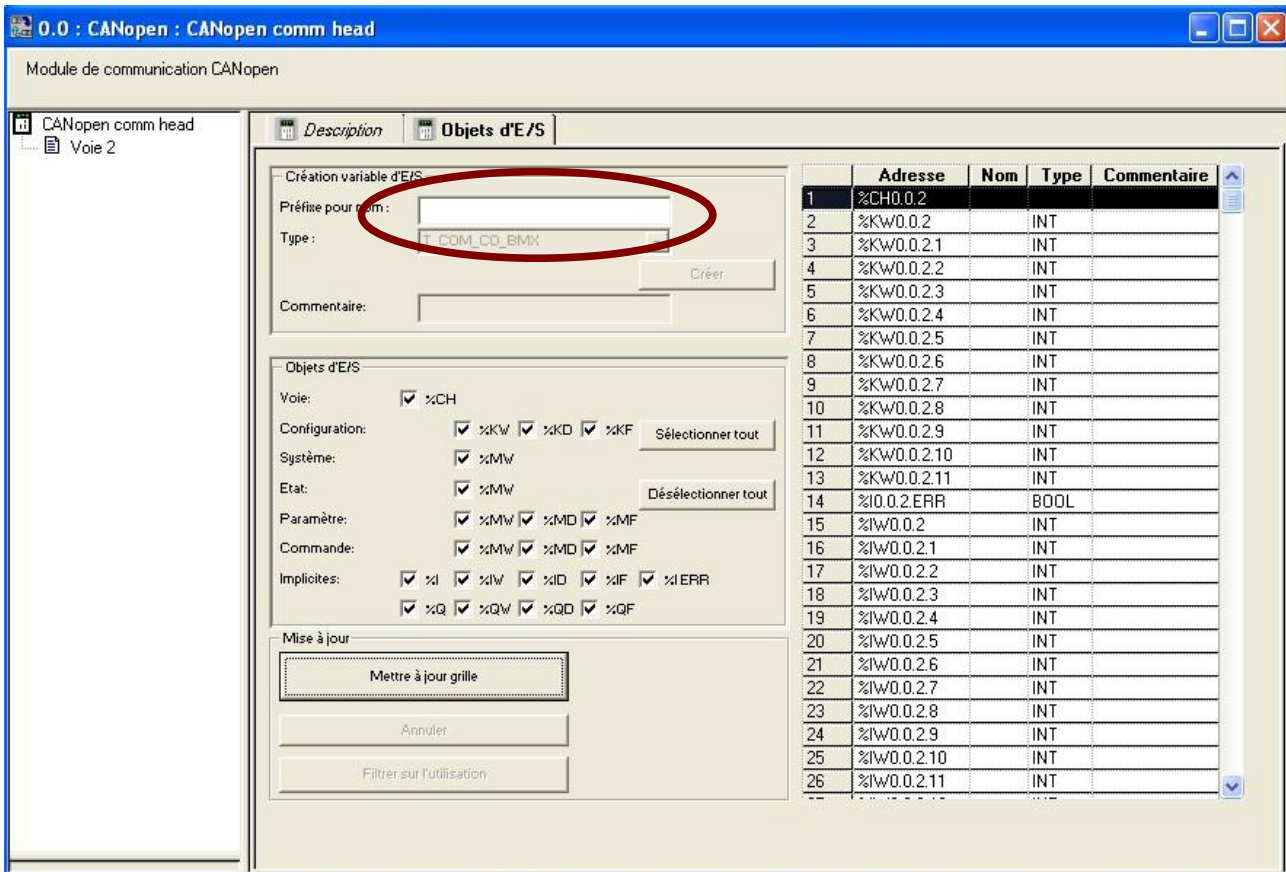 0.0 : CANopen : CANopen comm head
Module de communication CANopen
CANopen comm head
Voie 2
Description
Objets d'E/S
Création variable d'E/S
Préfixe pour nom :
Type :
T_COM_CO_BMX
Créer
Commentaire:
Objets d'E/S
Voie: %CH
Configuration: %KW %KD %KF Sélectionner tout
Système: %MW
Etat: %MW Désélectionner tout
Paramètre: %MW %MD %MF
Commande: %MW %MD %MF
Implicites: %I %IW %ID %IF %IERR
%Q %QW %QD %QF
Mise à jour
Mettre à jour grille
Annuler
Filtrer sur l'utilisation
Adresse Nom Type Commentaire
1 %CH0.0.2
2 %KW0.0.2 INT
3 %KW0.0.2.1 INT
4 %KW0.0.2.2 INT
5 %KW0.0.2.3 INT
6 %KW0.0.2.4 INT
7 %KW0.0.2.5 INT
8 %KW0.0.2.6 INT
9 %KW0.0.2.7 INT
10 %KW0.0.2.8 INT
11 %KW0.0.2.9 INT
12 %KW0.0.2.10 INT
13 %KW0.0.2.11 INT
14 %I0.0.2.ERR BOOL
15 %IW0.0.2 INT
16 %IW0.0.2.1 INT
17 %IW0.0.2.2 INT
18 %IW0.0.2.3 INT
19 %IW0.0.2.4 INT
20 %IW0.0.2.5 INT
21 %IW0.0.2.6 INT
22 %IW0.0.2.7 INT
23 %IW0.0.2.8 INT
24 %IW0.0.2.9 INT
25 %IW0.0.2.10 INT
26 %IW0.0.2.11 INT